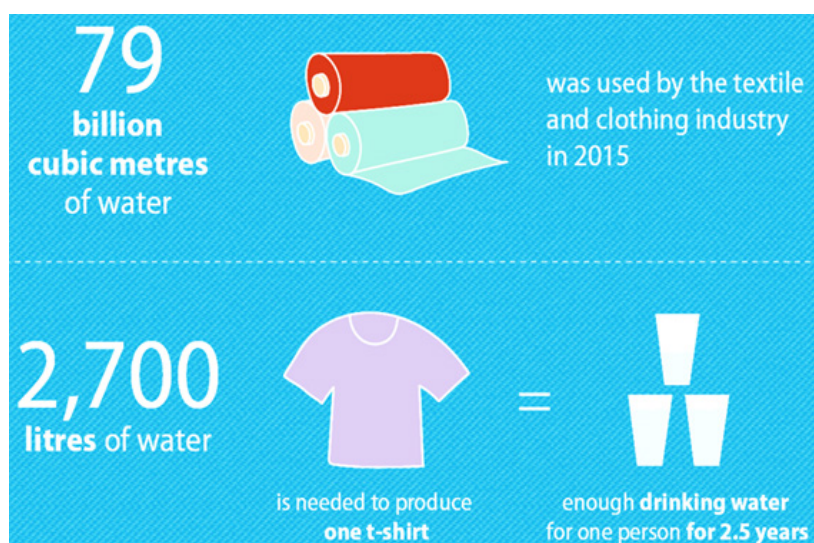 79
billion
cubic metres
of water
was used by the textile
and clothing industry
in 2015
2,700
litres of water
=
is needed to produce
one t-shirt
enough drinking water
for one person for 2.5 years